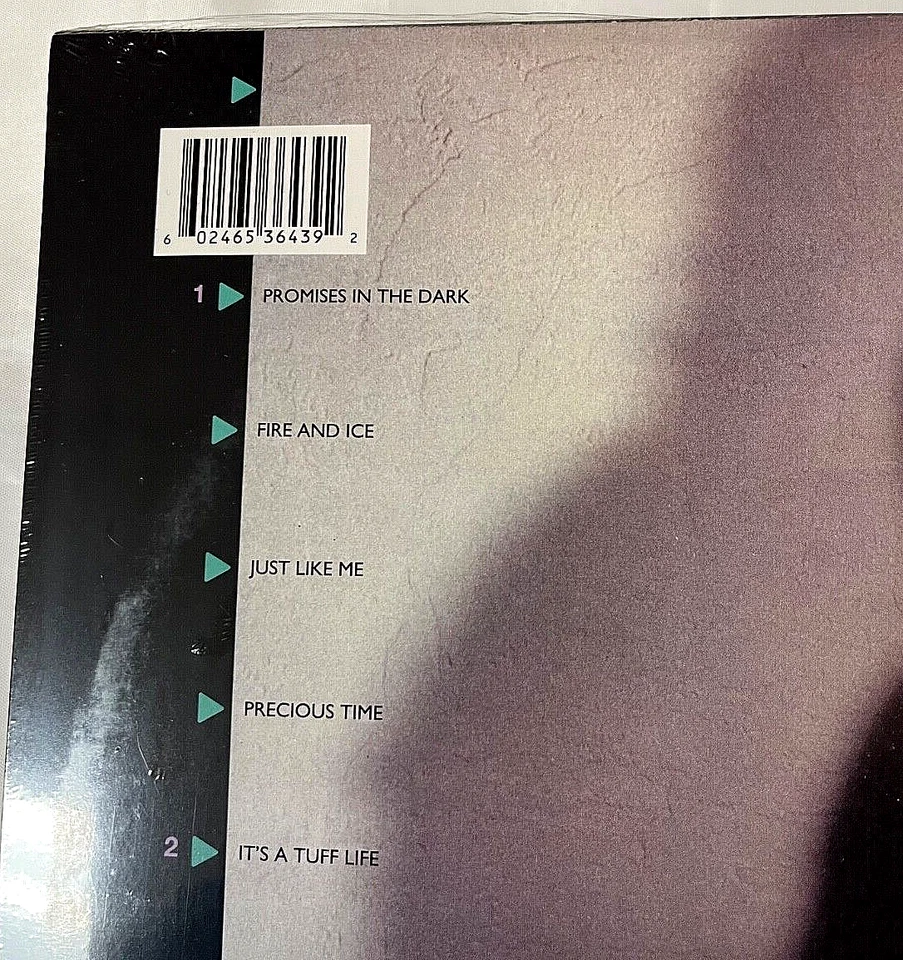 6 02465 36439 2
1 PROMISES IN THE DARK
FIRE AND ICE
JUST LIKE ME
PRECIOUS TIME
2 IT'S A TUFF LIFE